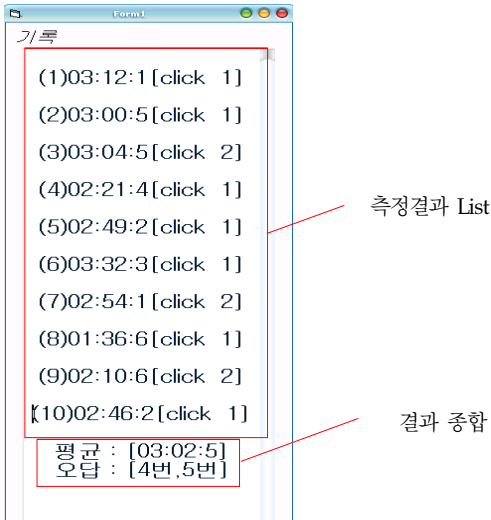 Form1
기록
(1)03:12:1[click 1]
(2)03:00:5[click 1]
(3)03:04:5[click 2]
(4)02:21:4[click 1]
측정결과 List
(5)02:49:2[click 1]
(6)03:32:3[click 1]
(7)02:54:1[click 2]
(8)01:36:6[click 1]
(9)02:10:6[click 2]
(10)02:46:2[click 1]
결과 종합
평균 : [03:02:5]
오답 : [4번,5번]